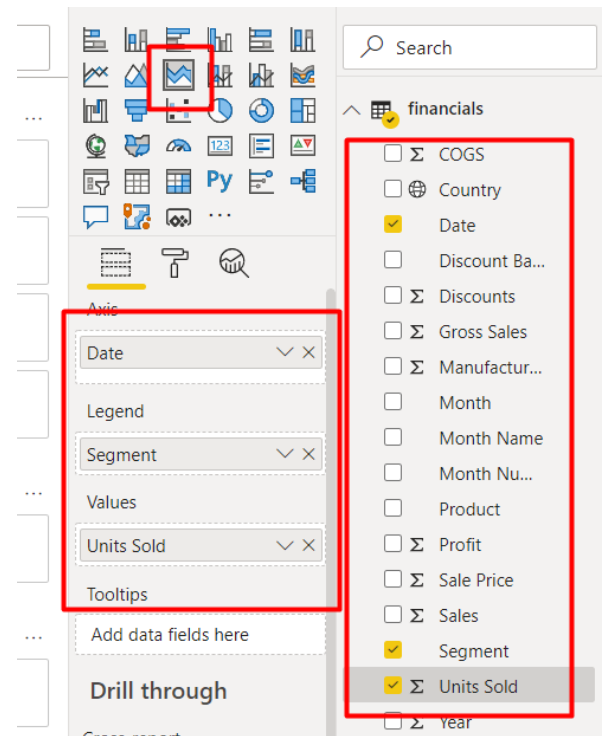 Search
financials
COGS
Country
Date
Discount Ba...
Discounts
Gross Sales
Manufactur...
Month
Month Name
Month Nu...
Product
Profit
Sale Price
Sales
Segment
Units Sold
Year
123
Py
Axis
Date
Legend
Segment
Values
Units Sold
Tooltips
Add data fields here
Drill through
Cross report